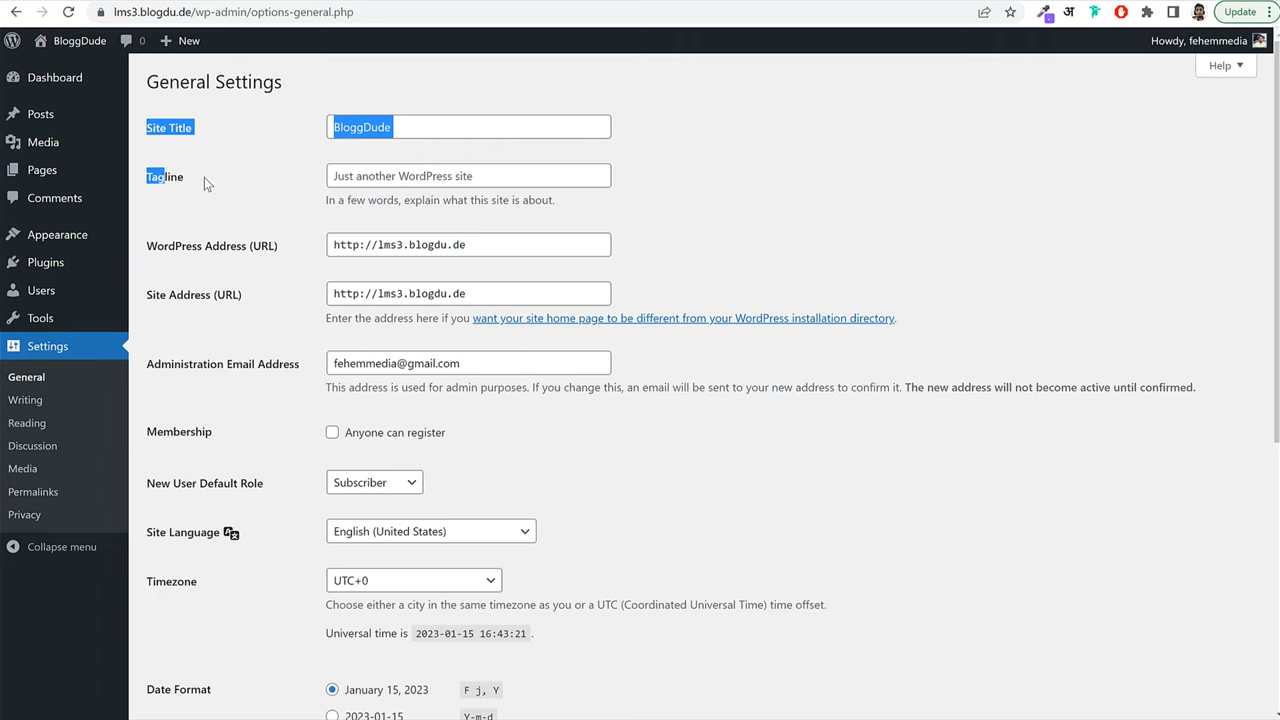 lms3.blogdu.de/wp-admin/options-general.php
अ
Update
BloggDude
0
New
Howdy, fehemmedia
Help
Dashboard
Posts
Media
Pages
Comments
Appearance
Plugins
Users
Tools
Settings
General
Writing
Reading
Discussion
Media
Permalinks
Privacy
Collapse menu
General Settings
Site Title
BloggDude
Tagline
Just another WordPress site
In a few words, explain what this site is about.
WordPress Address (URL)
http://lms3.blogdu.de
Site Address (URL)
http://lms3.blogdu.de
Enter the address here if you want your site home page to be different from your WordPress installation directory.
Administration Email Address
fehemmedia@gmail.com
This address is used for admin purposes. If you change this, an email will be sent to your new address to confirm it. The new address will not become active until confirmed.
Membership
Anyone can register
New User Default Role
Subscriber
Site Language
English (United States)
Timezone
UTC+0
Choose either a city in the same timezone as you or a UTC (Coordinated Universal Time) time offset.
Universal time is 2023-01-15 16:43:21 .
Date Format
January 15, 2023
F j, Y
2023-01-15
Y-m-d